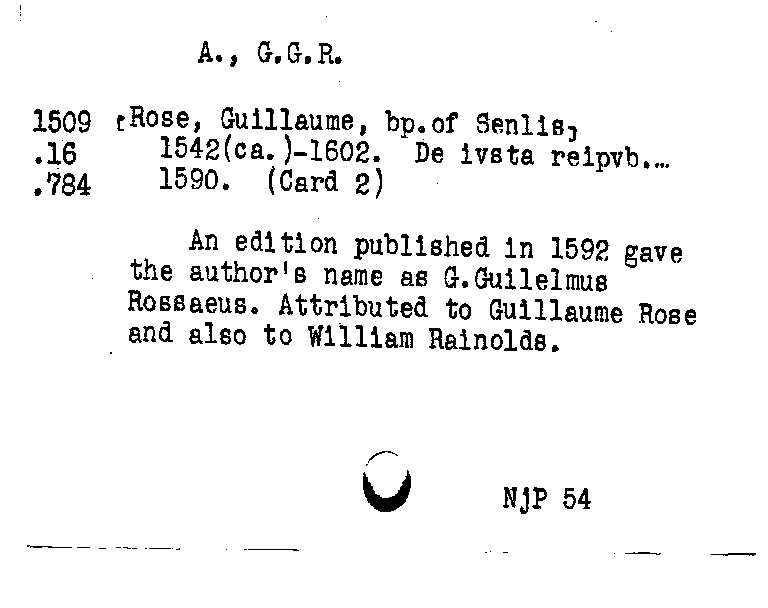 A., G.G.R.
1509 [Rose, Guillaume, bp.of Senlis]
.16 1542(ca.)-1602. De ivsta reipvb....
.784 1590. (Card 2)
An edition published in 1592 gave
the author's name as G.Guilelmus
Rossaeus. Attributed to Guillaume Rose
and also to William Rainolds.
NjP 54